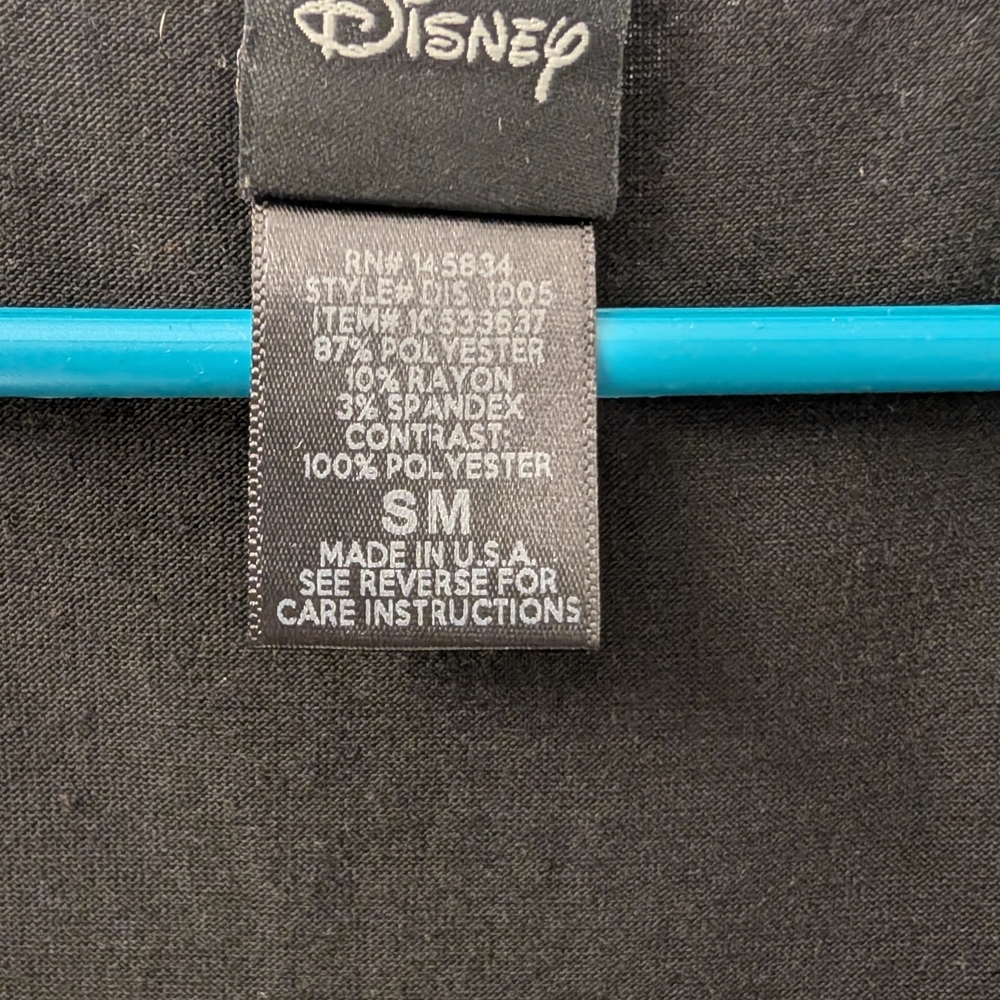 Disney
RN# 145834
STYLE# DIS 1005
ITEM# 10533637
87% POLYESTER
10% RAYON
3% SPANDEX
CONTRAST:
100% POLYESTER
SM
MADE IN U.S.A.
SEE REVERSE FOR
CARE INSTRUCTIONS